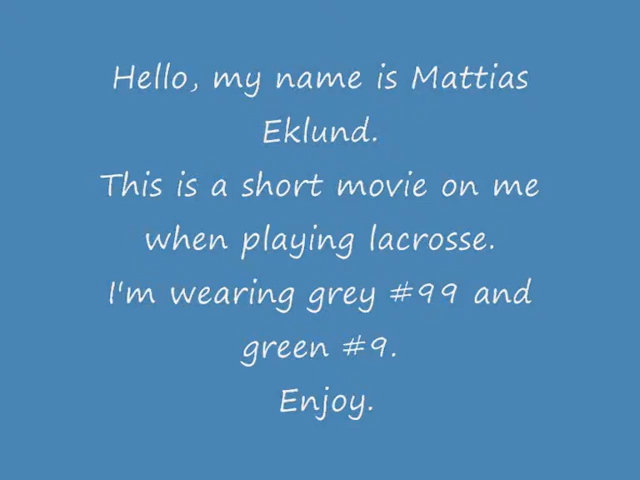 Hello, my name is Mattias
Eklund.
This is a short movie on me
when playing lacrosse.
I'm wearing grey #99 and
green #9.
Enjoy.